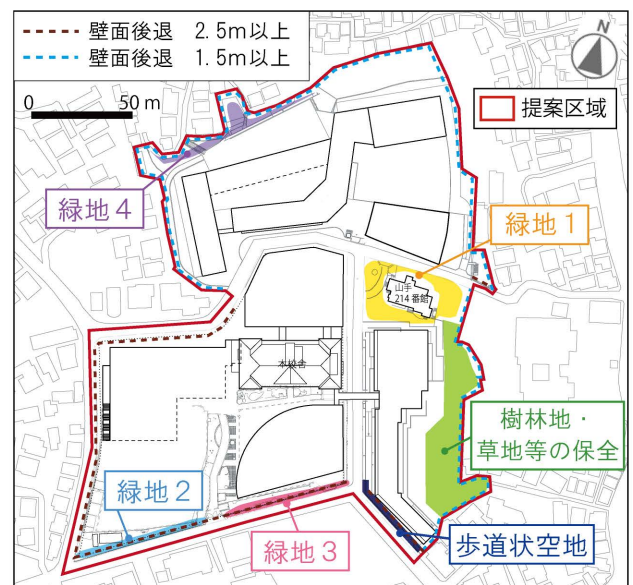 壁面後退 2.5m以上
壁面後退 1.5m以上
N
0 50 m
提案区域
緑地4
緑地1
山手
214番館
本校舎
樹林地・
草地等の保全
緑地2
緑地3
歩道状空地